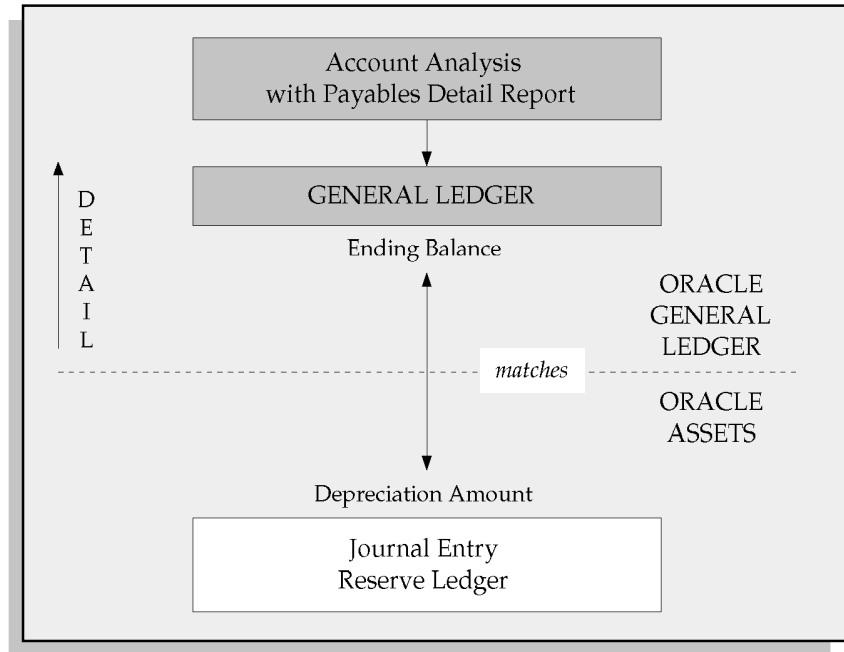 Account Analysis
with Payables Detail Report
GENERAL LEDGER
Ending Balance
D
E
T
A
I
L
ORACLE
GENERAL
LEDGER
matches
ORACLE
ASSETS
Depreciation Amount
Journal Entry
Reserve Ledger